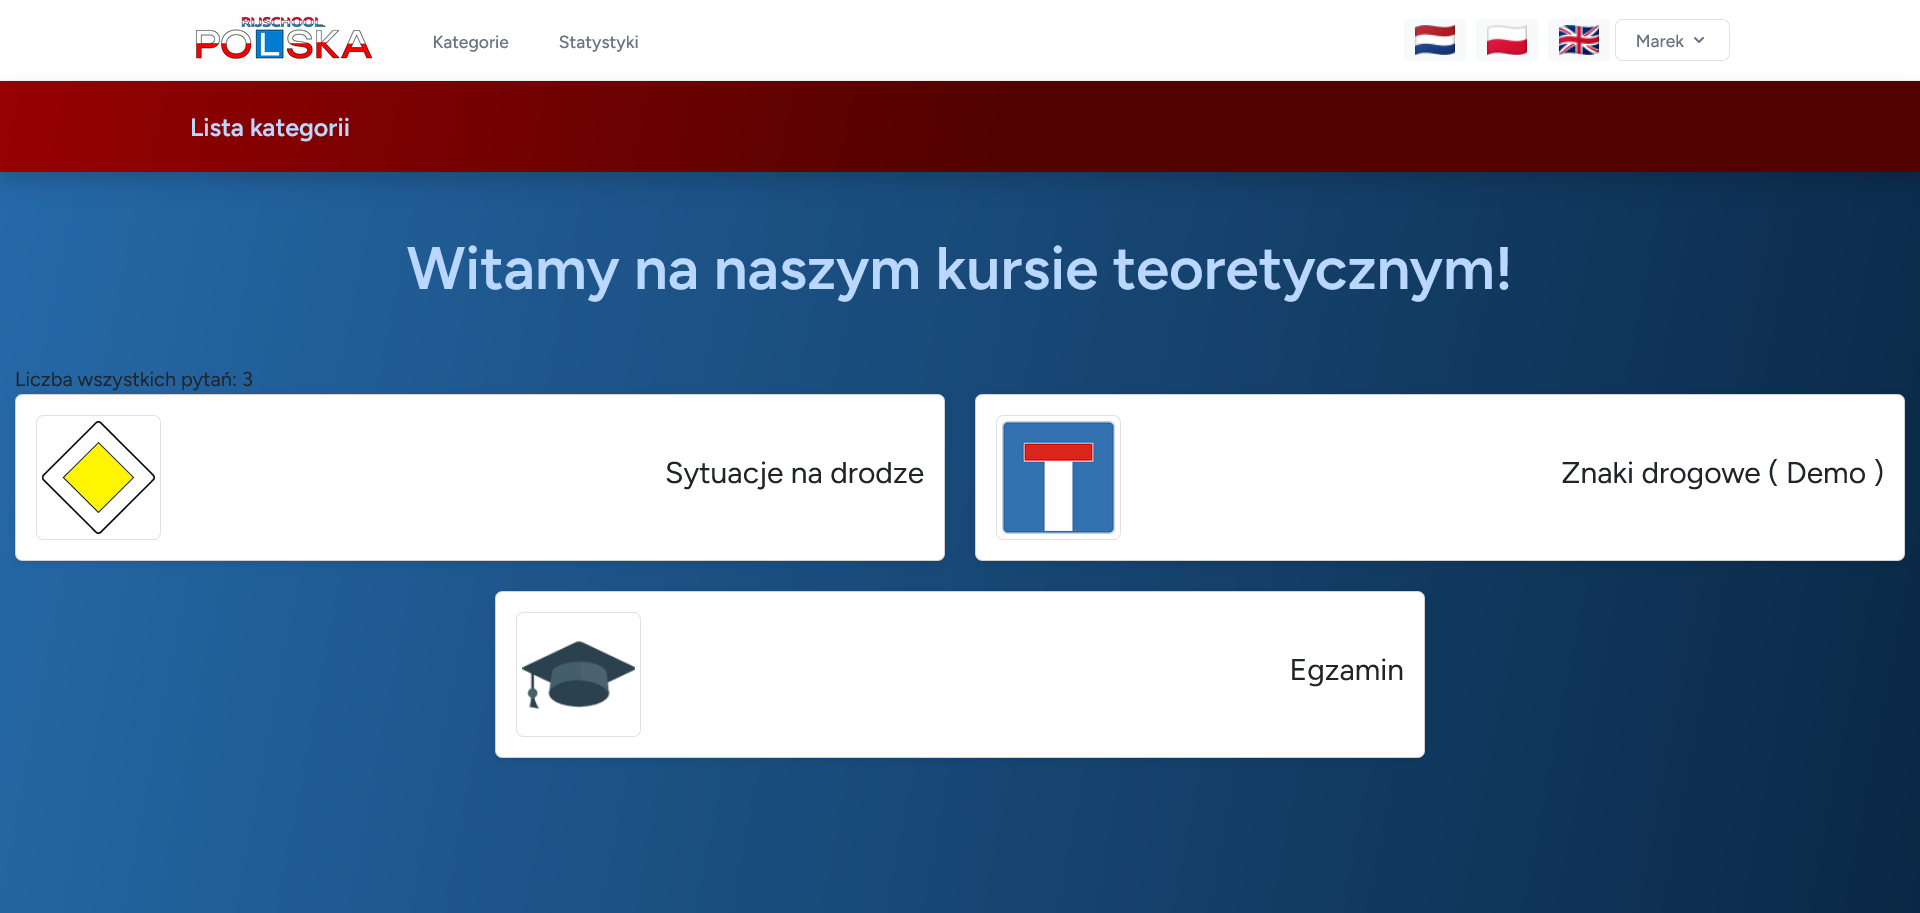 RIJSCHOOL
POLSKA
Kategorie
Statystyki
Marek
Lista kategorii
Witamy na naszym kursie teoretycznym!
Liczba wszystkich pytań: 3
Sytuacje na drodze
Znaki drogowe ( Demo )
Egzamin